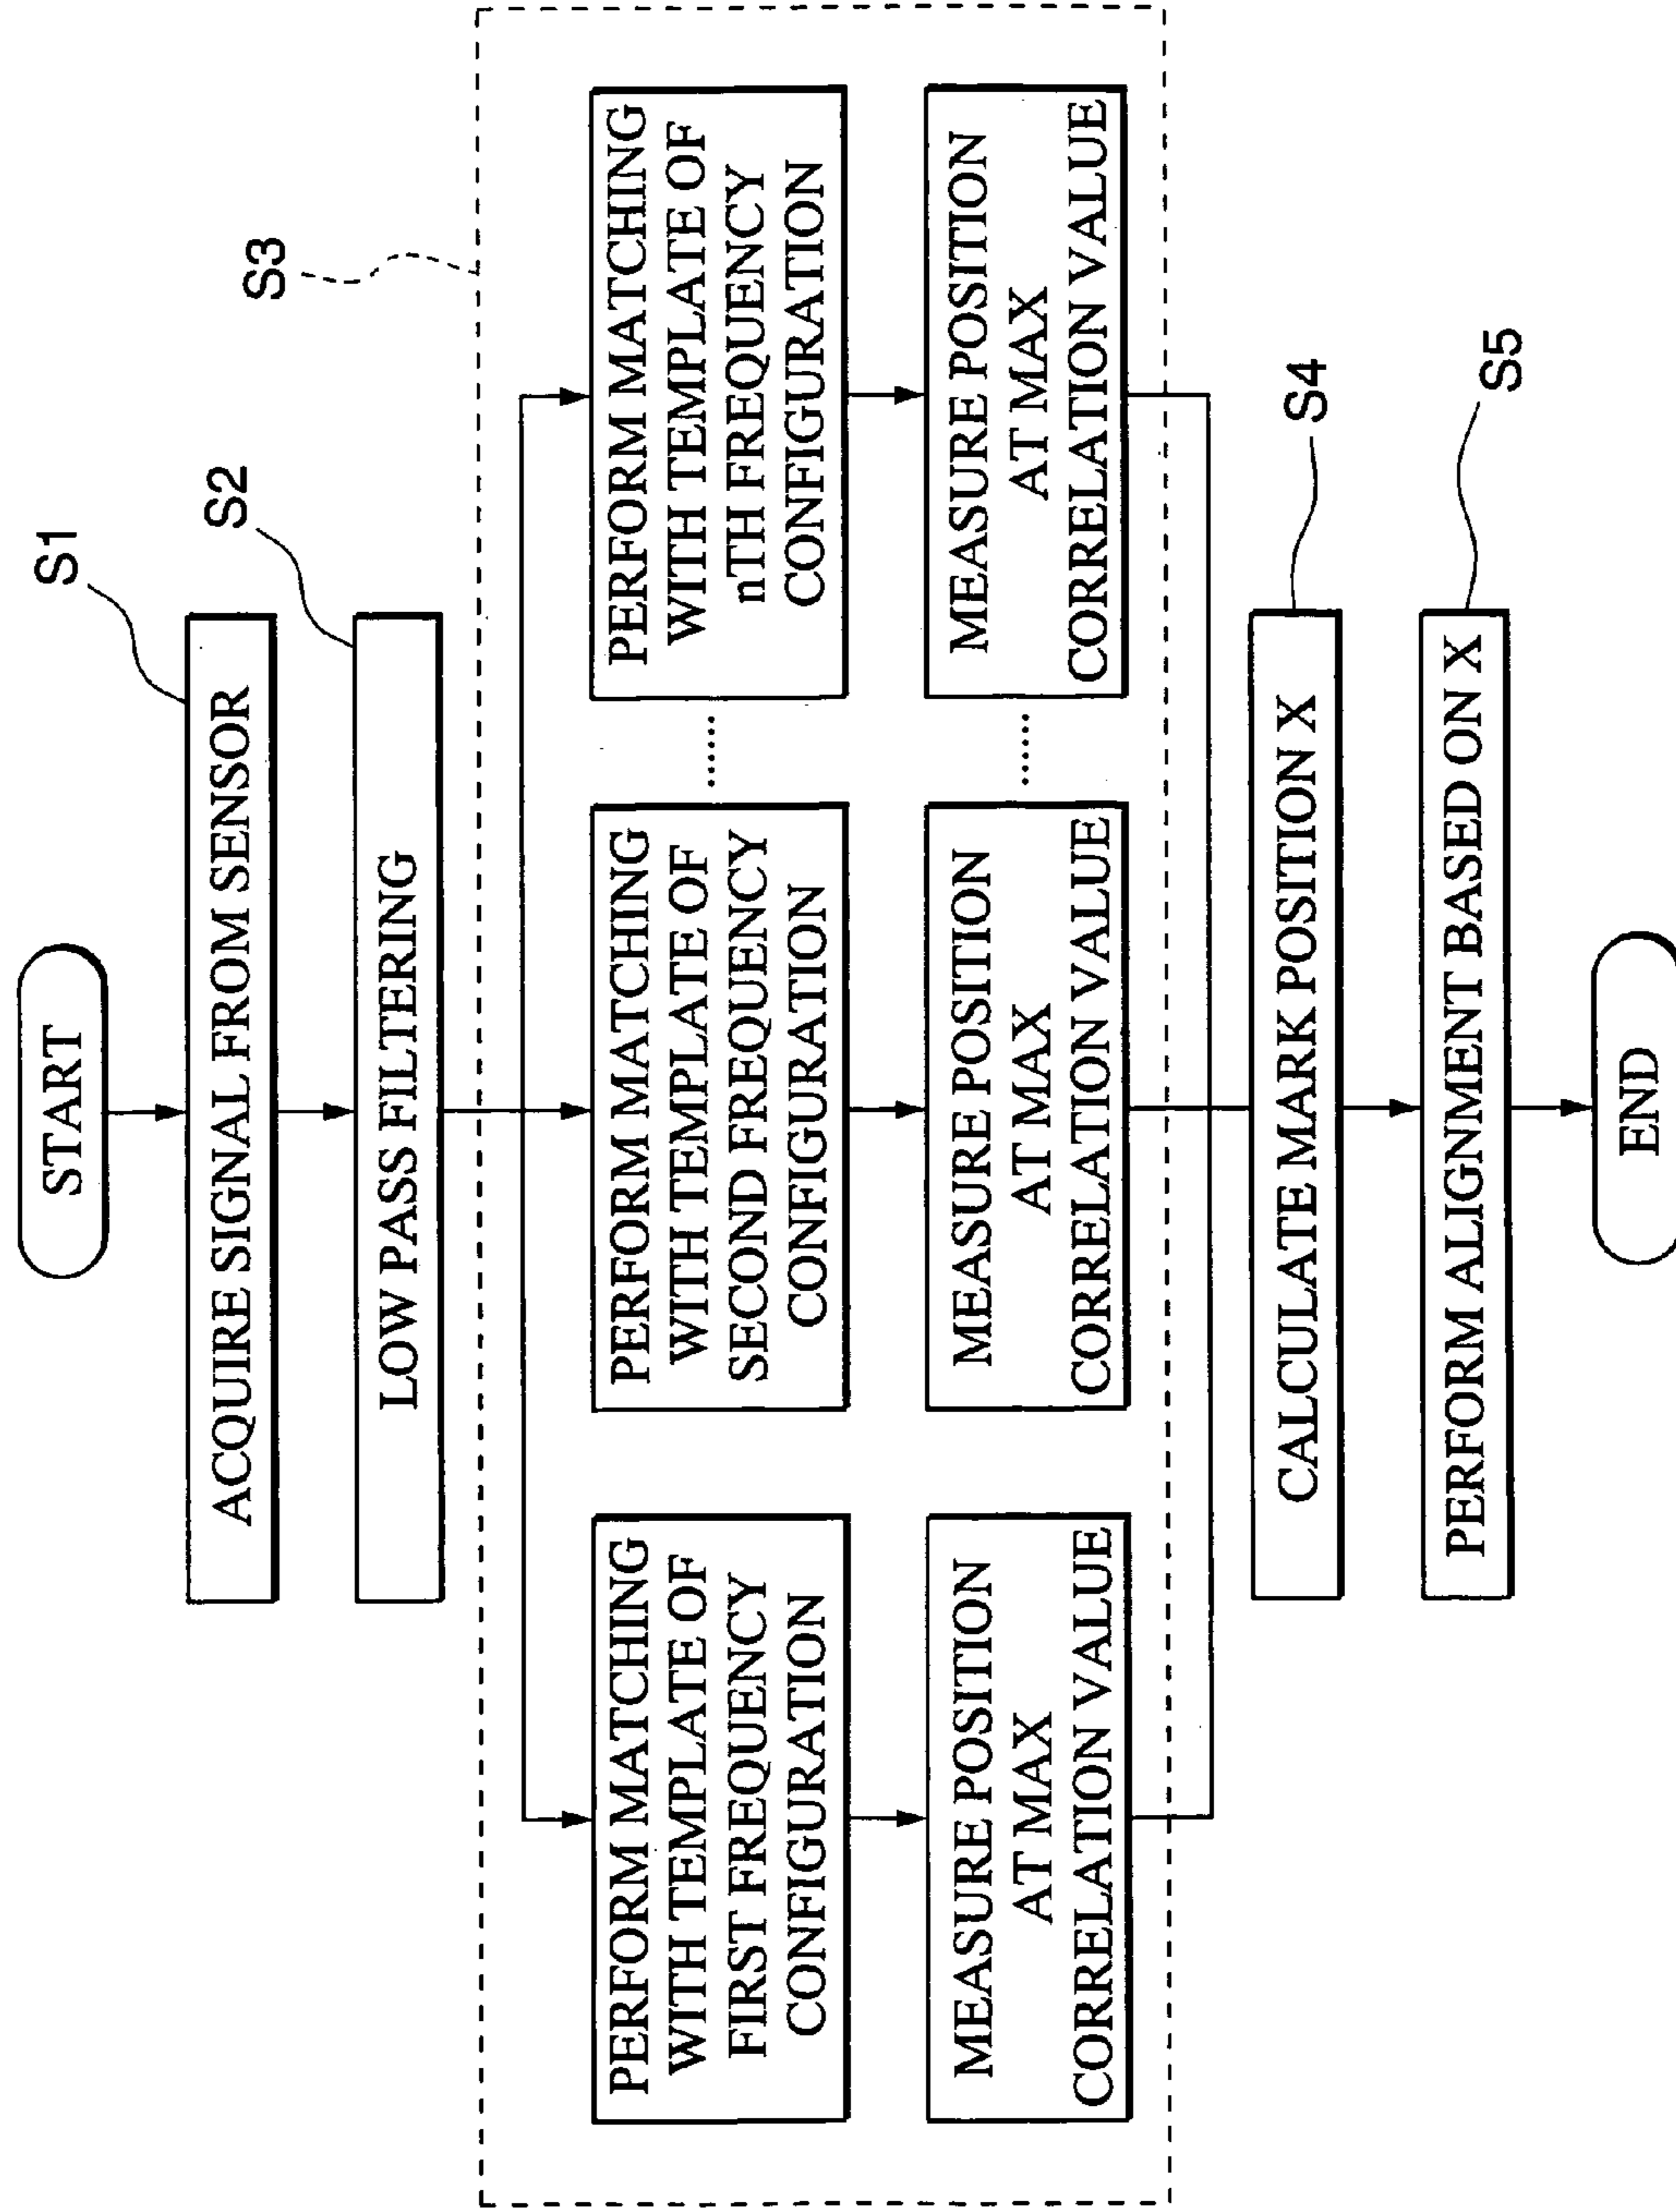 START
S1
ACQUIRE SIGNAL FROM SENSOR
S2
LOW PASS FILTERING
S3
PERFORM MATCHING
WITH TEMPLATE OF
FIRST FREQUENCY
CONFIGURATION
PERFORM MATCHING
WITH TEMPLATE OF
SECOND FREQUENCY
CONFIGURATION
......
PERFORM MATCHING
WITH TEMPLATE OF
nTH FREQUENCY
CONFIGURATION
MEASURE POSITION
AT MAX
CORRELATION VALUE
MEASURE POSITION
AT MAX
CORRELATION VALUE
......
MEASURE POSITION
AT MAX
CORRELATION VALUE
S4
CALCULATE MARK POSITION X
S5
PERFORM ALIGNMENT BASED ON X
END